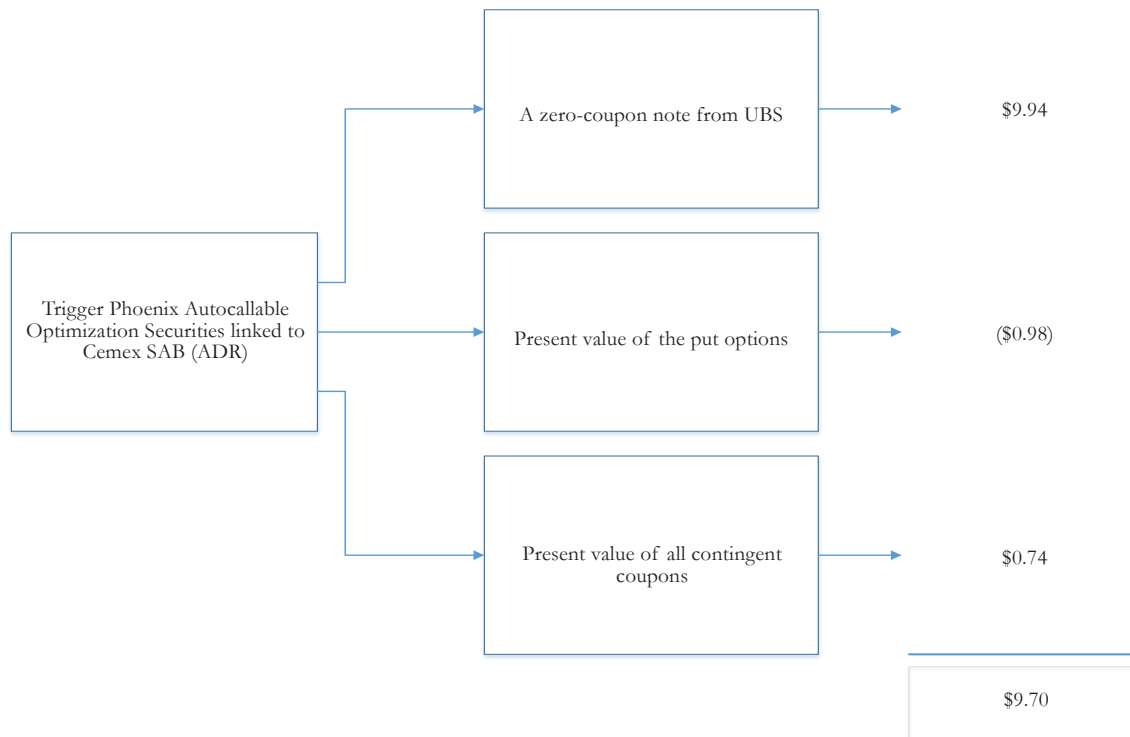 A zero-coupon note from UBS
$9.94
Trigger Phoenix Autocallable
Optimization Securities linked to
Cemex SAB (ADR)
Present value of the put options
($0.98)
Present value of all contingent
coupons
$0.74
$9.70